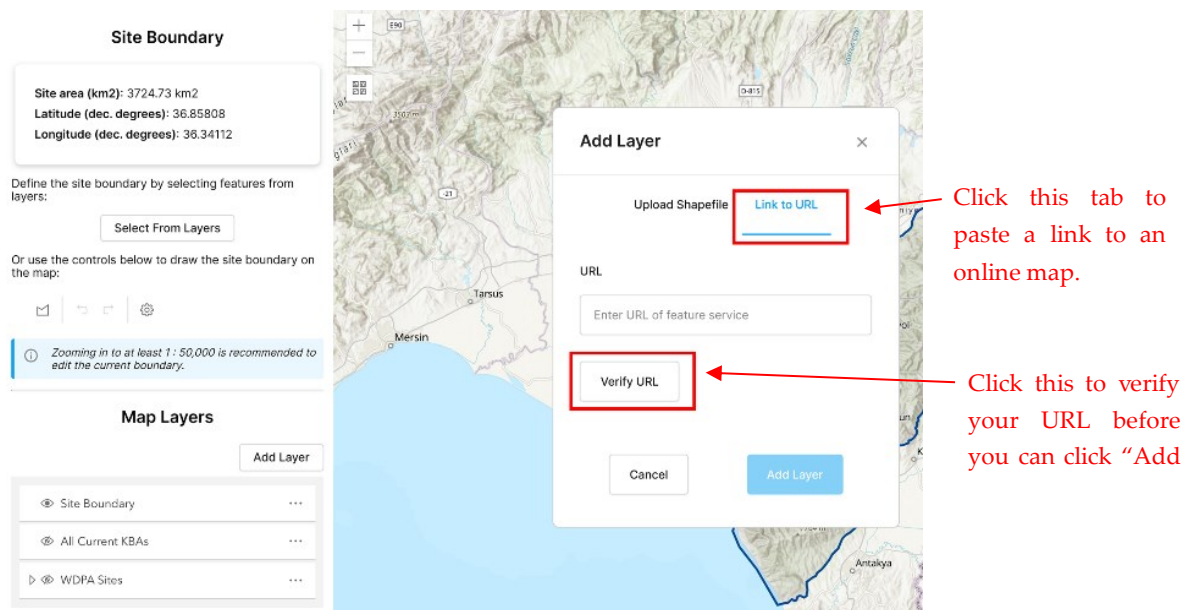 Site Boundary
Site area (km2): 3724.73 km2
Latitude (dec. degrees): 36.85808
Longitude (dec. degrees): 36.34112
Define the site boundary by selecting features from
layers:
Select From Layers
Or use the controls below to draw the site boundary on
the map:
Zooming in to at least 1 : 50,000 is recommended to
edit the current boundary.
Map Layers
Add Layer
Site Boundary
All Current KBAs
WDPA Sites
E90
D-815
3503 m
-21
Tarsus
Mersin
Antakya
Add Layer
Upload Shapefile
Link to URL
URL
Enter URL of feature service
Verify URL
Cancel
Add Layer
Click this tab to
paste a link to an
online map.
Click this to verify
your URL before
you can click “Add